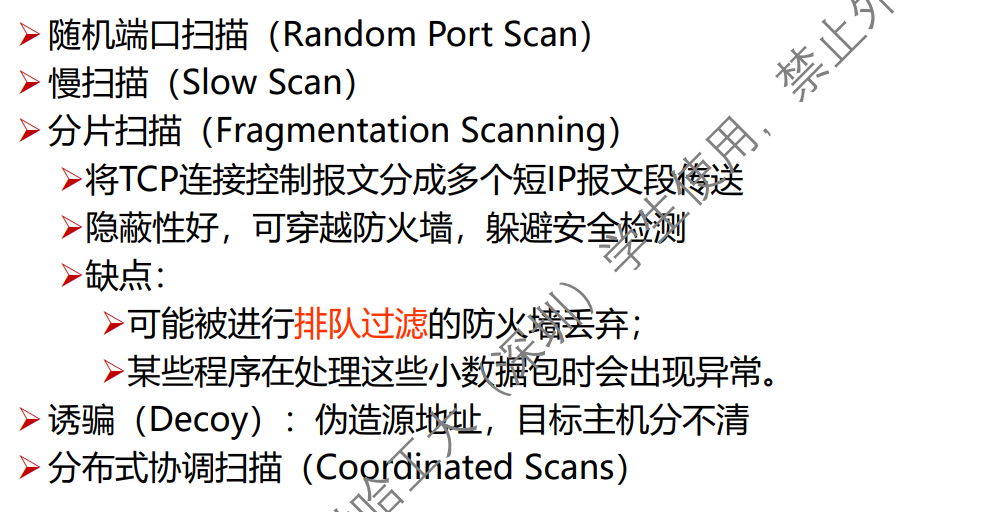 随机端口扫描（Random Port Scan）
慢扫描（Slow Scan）
分片扫描（Fragmentation Scanning）
将TCP连接控制报文分成多个短IP报文段传送
隐蔽性好，可穿越防火墙，躲避安全检测
缺点：
可能被进行排队过滤的防火墙丢弃；
某些程序在处理这些小数据包时会出现异常。
诱骗（Decoy）：伪造源地址，目标主机分不清
分布式协调扫描（Coordinated Scans）
哈工大（深圳）学生使用，禁止外